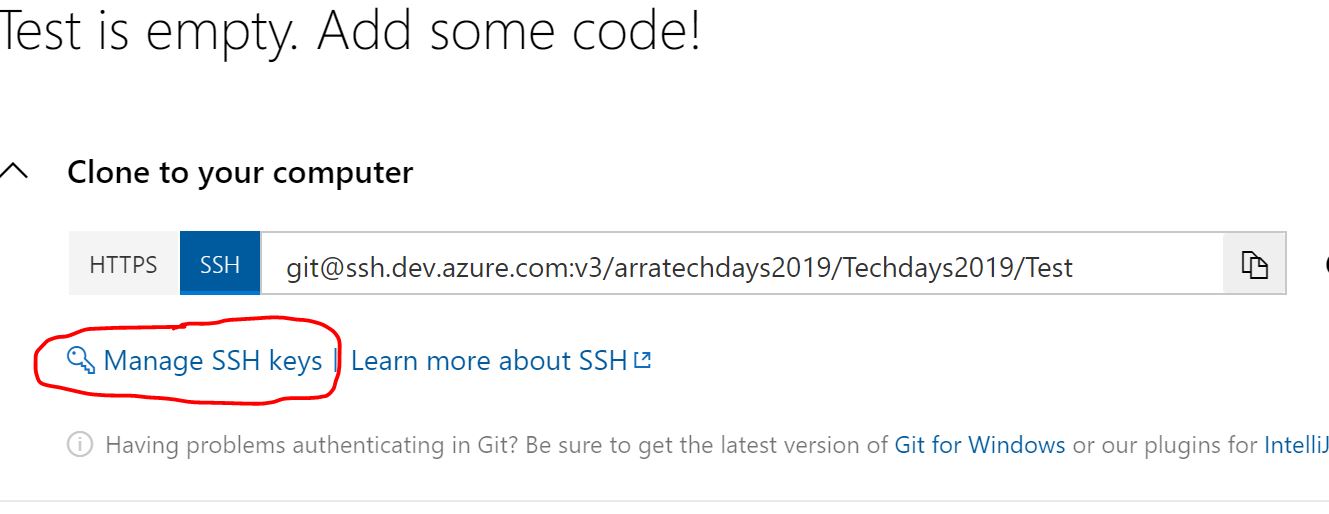 Test is empty. Add some code!
Clone to your computer
HTTPS SSH git@ssh.dev.azure.com:v3/arratechdays2019/Techdays2019/Test
Manage SSH keys | Learn more about SSH
Having problems authenticating in Git? Be sure to get the latest version of Git for Windows or our plugins for IntelliJ